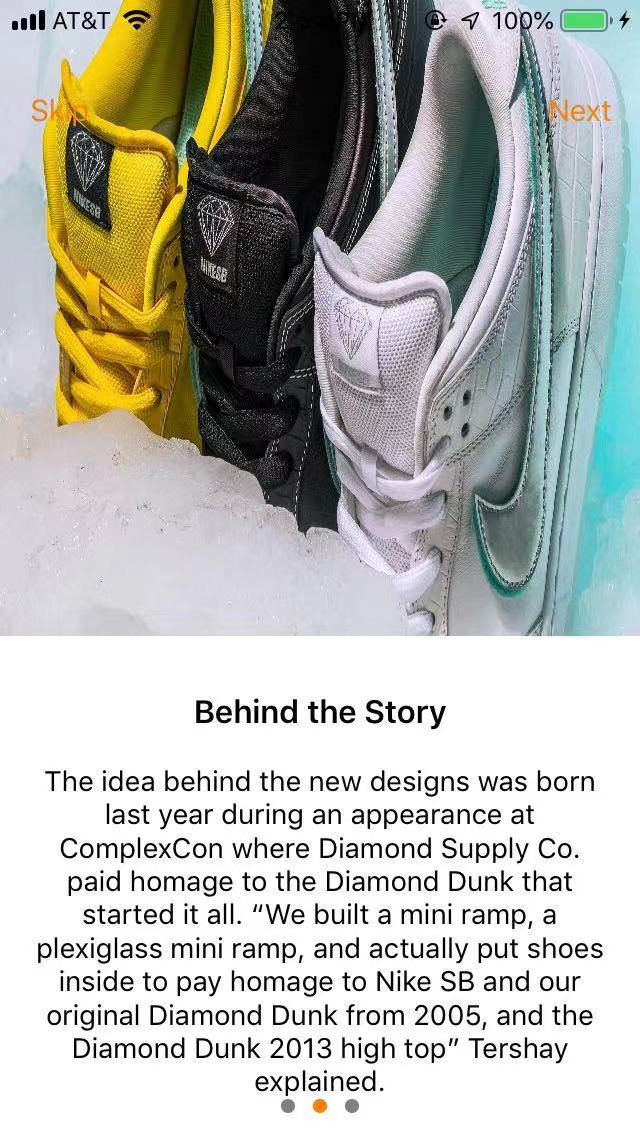 AT&T 100%
Skip Next
NIKESB
NIKESB
Behind the Story
The idea behind the new designs was born
last year during an appearance at
ComplexCon where Diamond Supply Co.
paid homage to the Diamond Dunk that
started it all. “We built a mini ramp, a
plexiglass mini ramp, and actually put shoes
inside to pay homage to Nike SB and our
original Diamond Dunk from 2005, and the
Diamond Dunk 2013 high top” Tershay
explained.